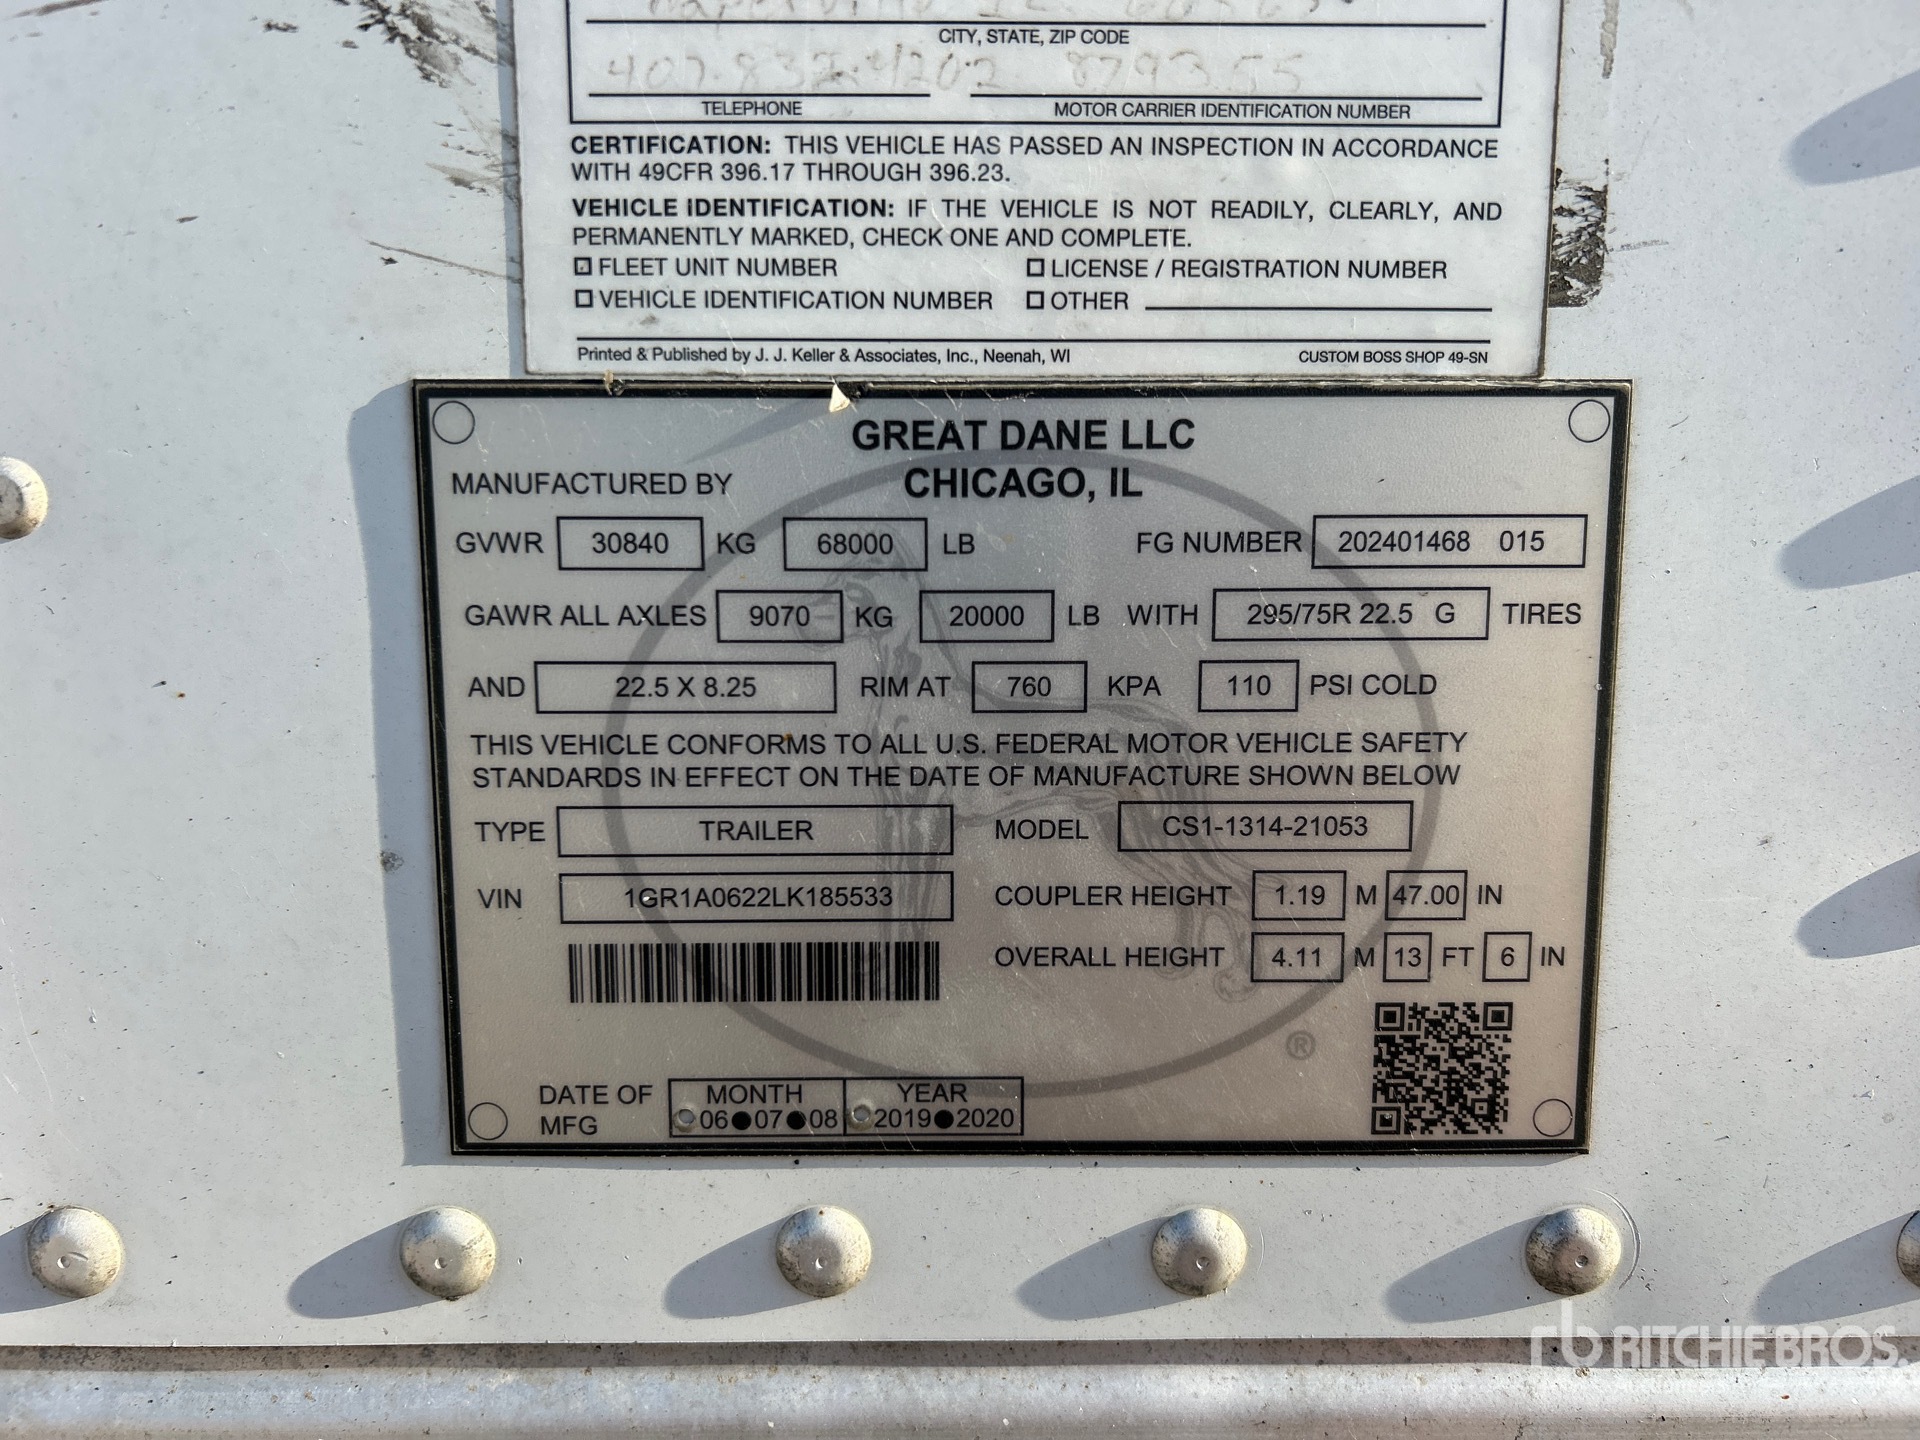 IL 60563
CITY, STATE, ZIP CODE
407.832.4202 879355
TELEPHONE MOTOR CARRIER IDENTIFICATION NUMBER
CERTIFICATION: THIS VEHICLE HAS PASSED AN INSPECTION IN ACCORDANCE
WITH 49CFR 396.17 THROUGH 396.23.
VEHICLE IDENTIFICATION: IF THE VEHICLE IS NOT READILY, CLEARLY, AND
PERMANENTLY MARKED, CHECK ONE AND COMPLETE.
FLEET UNIT NUMBER LICENSE / REGISTRATION NUMBER
VEHICLE IDENTIFICATION NUMBER OTHER
Printed & Published by J. J. Keller & Associates, Inc., Neenah, WI CUSTOM BOSS SHOP 49-SN
GREAT DANE LLC
MANUFACTURED BY CHICAGO, IL
GVWR 30840 KG 68000 LB FG NUMBER 202401468 015
GAWR ALL AXLES 9070 KG 20000 LB WITH 295/75R 22.5 G TIRES
AND 22.5 X 8.25 RIM AT 760 KPA 110 PSI COLD
THIS VEHICLE CONFORMS TO ALL U.S. FEDERAL MOTOR VEHICLE SAFETY
STANDARDS IN EFFECT ON THE DATE OF MANUFACTURE SHOWN BELOW
TYPE TRAILER MODEL CS1-1314-21053
VIN 1GR1A0622LK185533 COUPLER HEIGHT 1.19 M 47.00 IN
OVERALL HEIGHT 4.11 M 13 FT 6 IN
®
DATE OF MFG MONTH YEAR
06 07 08 2019 2020
rb RITCHIE BROS.